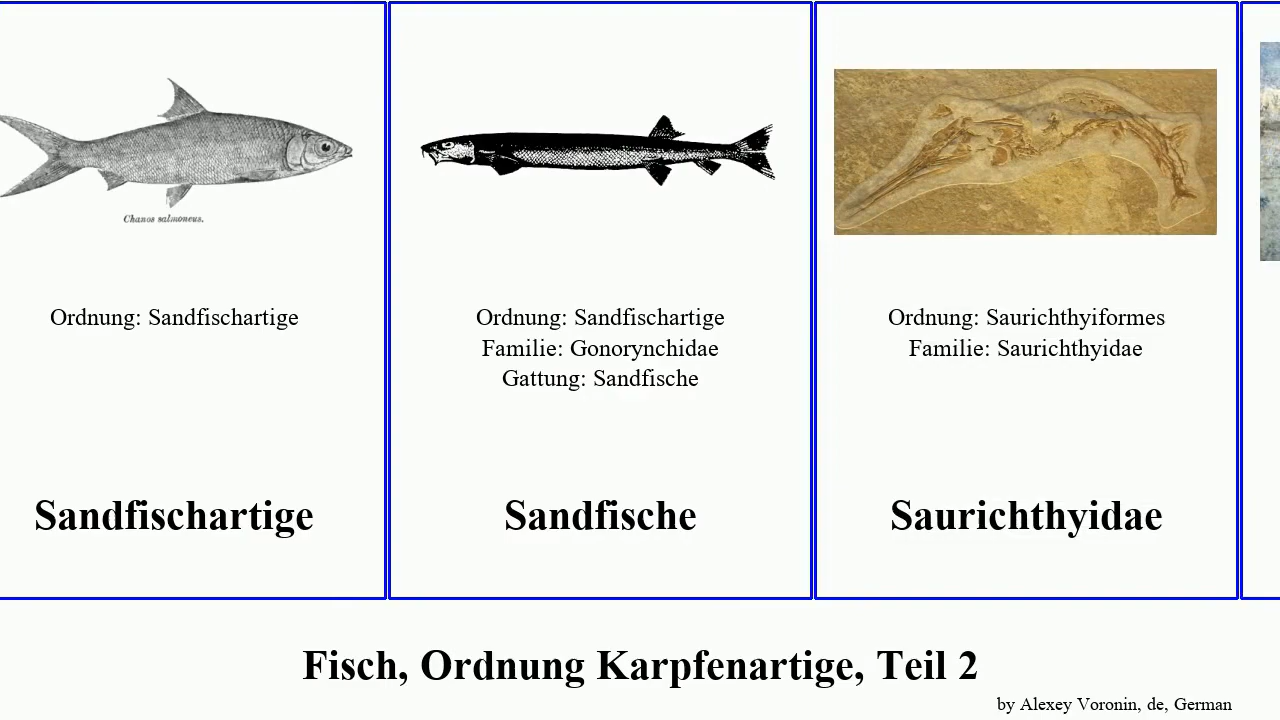 Chanos salmoneus.
Ordnung: Sandfischartige
Sandfischartige
Ordnung: Sandfischartige
Familie: Gonorynchidae
Gattung: Sandfische
Sandfische
Ordnung: Saurichthyiformes
Familie: Saurichthyidae
Saurichthyidae
Fisch, Ordnung Karpfenartige, Teil 2
by Alexey Voronin, de, German